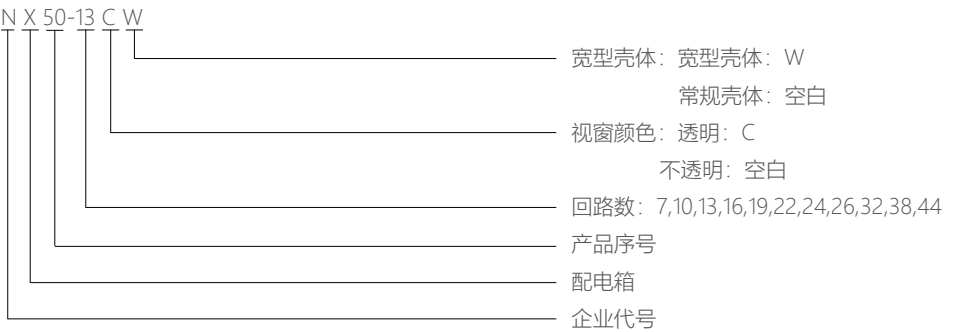 N X 50-13 C W
宽型壳体：宽型壳体：W
常规壳体：空白
视窗颜色：透明：C
不透明：空白
回路数：7,10,13,16,19,22,24,26,32,38,44
产品序号
配电箱
企业代号